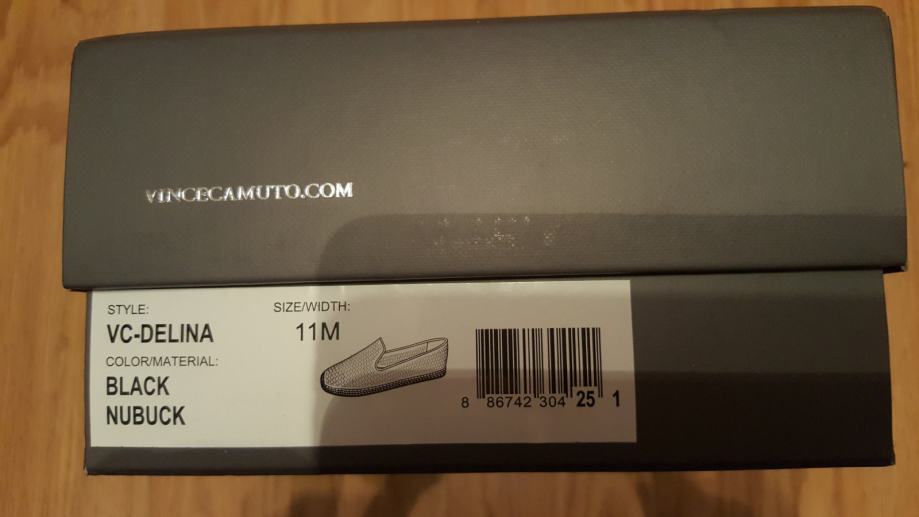 VINCECAMUTO.COM
STYLE:
VC-DELINA
SIZE/WIDTH:
11M
COLOR/MATERIAL:
BLACK
NUBUCK
8 86742 304 25 1